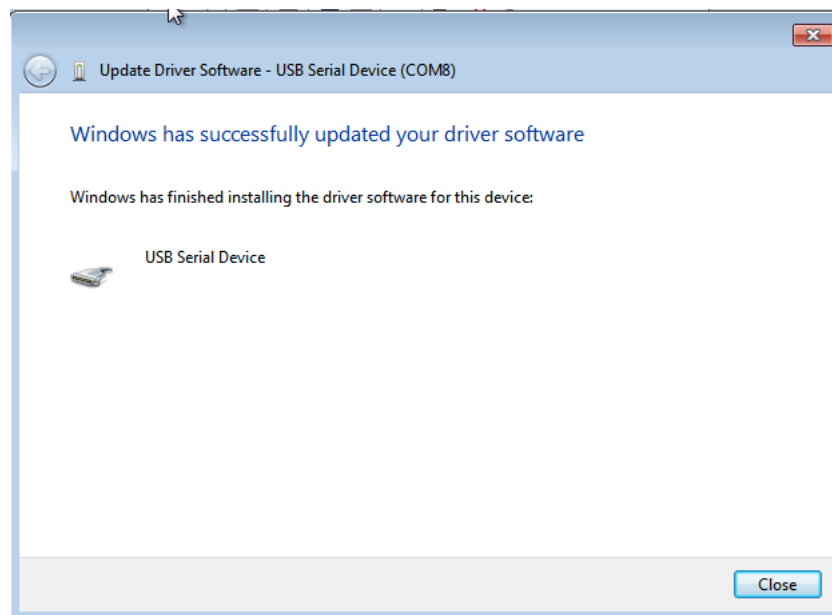 Update Driver Software - USB Serial Device (COM8)
Windows has successfully updated your driver software
Windows has finished installing the driver software for this device:
USB Serial Device
Close